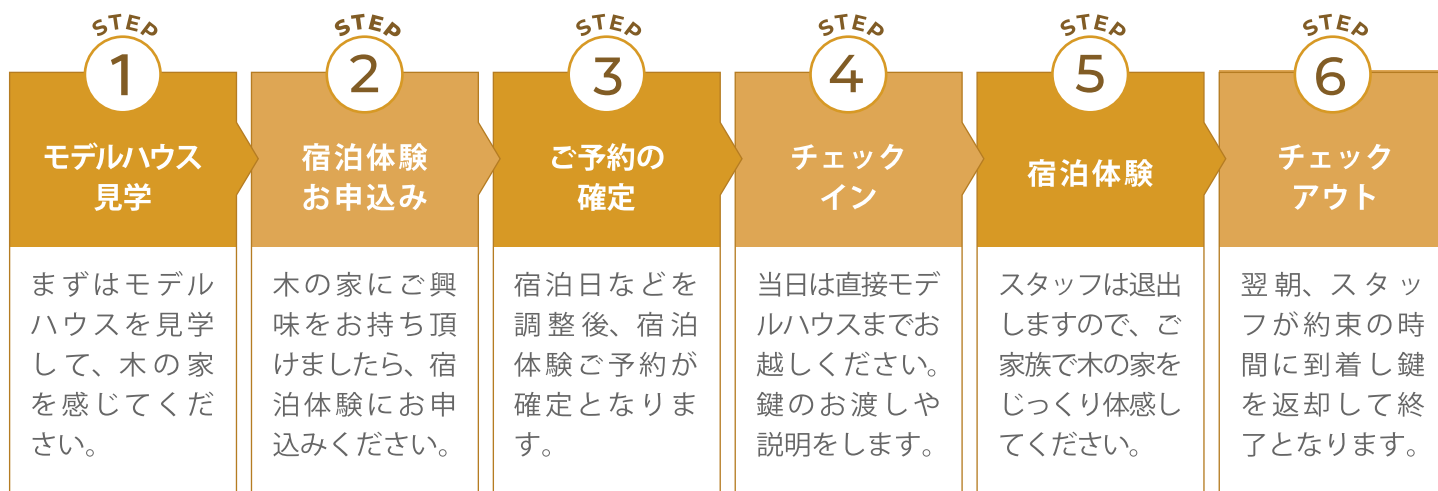 STEP
1
モデルハウス
見学
まずはモデル
ハウスを見学
して、木の家
を感じてくだ
さい。
STEP
2
宿泊体験
お申込み
木の家にご興
味をお持ち頂
けましたら、宿
泊体験にお申
込みください。
STEP
3
ご予約の
確定
宿泊日などを
調整後、宿泊
体験ご予約が
確定となりま
す。
STEP
4
チェック
イン
当日は直接モデ
ルハウスまでお
越しください。
鍵のお渡しや
説明をします。
STEP
5
宿泊体験
スタッフは退出
しますので、ご
家族で木の家を
じっくり体感し
てください。
STEP
6
チェック
アウト
翌朝、スタッ
フが約束の時
間に到着し鍵
を返却して終
了となります。